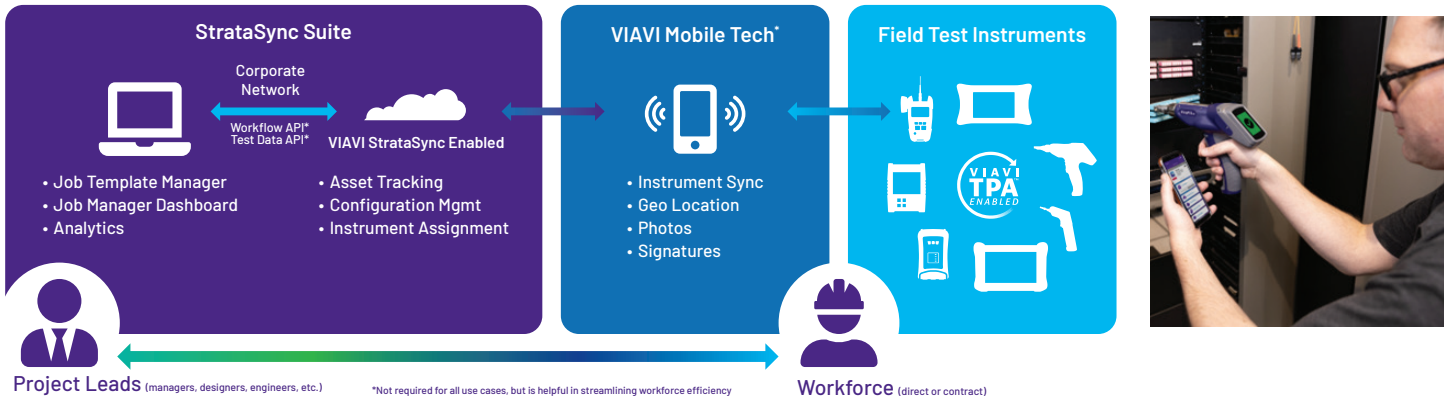 StrataSync Suite
Corporate
Network
Workflow API*
Test Data API*
VIAVI StrataSync Enabled
• Job Template Manager
• Job Manager Dashboard
• Analytics
• Asset Tracking
• Configuration Mgmt
• Instrument Assignment
VIAVI Mobile Tech*
• Instrument Sync
• Geo Location
• Photos
• Signatures
Field Test Instruments
VIAVI
TPA
ENABLED
Project Leads (managers, designers, engineers, etc.)
*Not required for all use cases, but is helpful in streamlining workforce efficiency
Workforce (direct or contract)